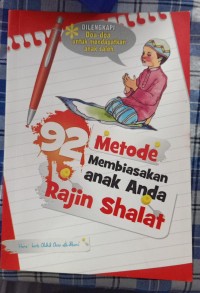 DILENGKAPI
Doa-doa
untuk mendapatkan
anak saleh
92
Metode
Membiasakan
anak Anda
Rajin Shalat